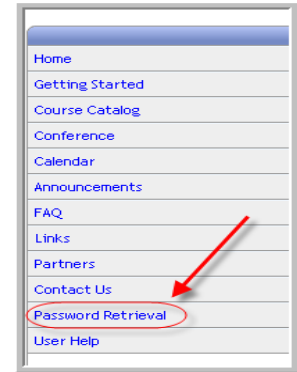 Home
Getting Started
Course Catalog
Conference
Calendar
Announcements
FAQ
Links
Partners
Contact Us
Password Retrieval
User Help